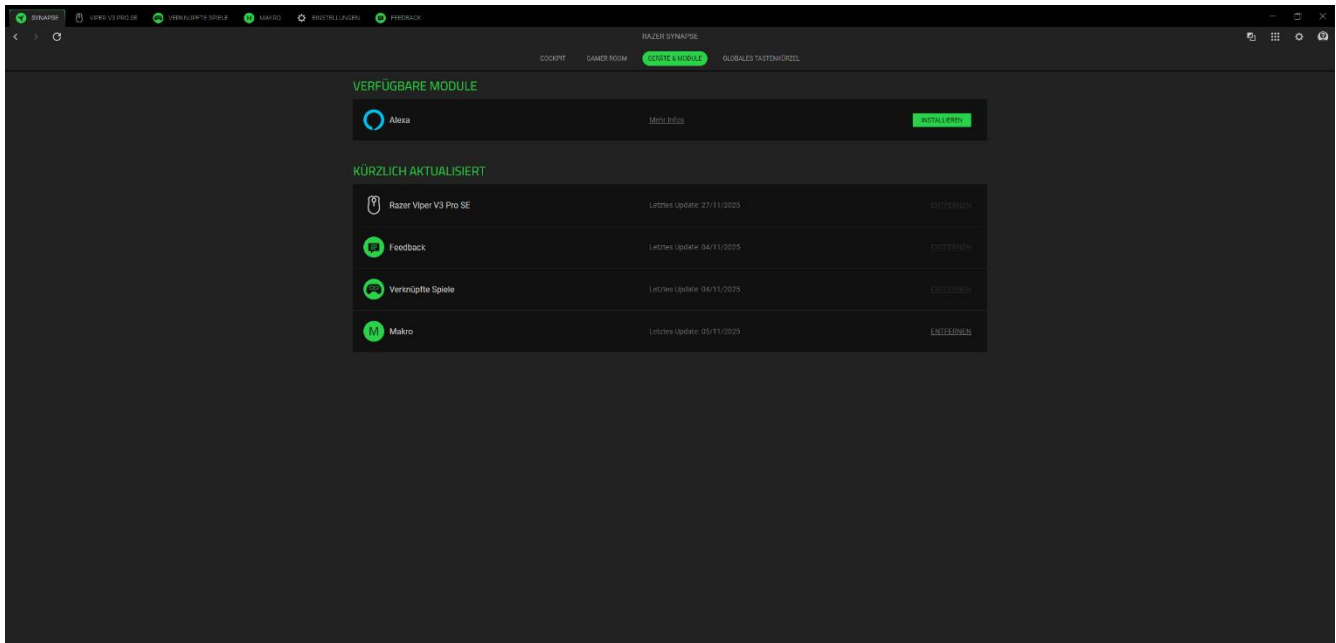 SYNAPSE VIPER V3 PRO SE VERKNÜPFTE SPIELE MAKRO EINSTELLUNGEN FEEDBACK
RAZER SYNAPSE
COCKPIT GAMER ROOM GERÄTE & MODULE GLOBALES TASTENKÜRZEL
VERFÜGBARE MODULE
Alexa Mehr Infos INSTALLIEREN
KÜRZLICH AKTUALISIERT
Razer Viper V3 Pro SE Letztes Update: 27/11/2025 ENTFERNEN
Feedback Letztes Update: 04/11/2025 ENTFERNEN
Verknüpfte Spiele Letztes Update: 04/11/2025 ENTFERNEN
M Makro Letztes Update: 05/11/2025 ENTFERNEN